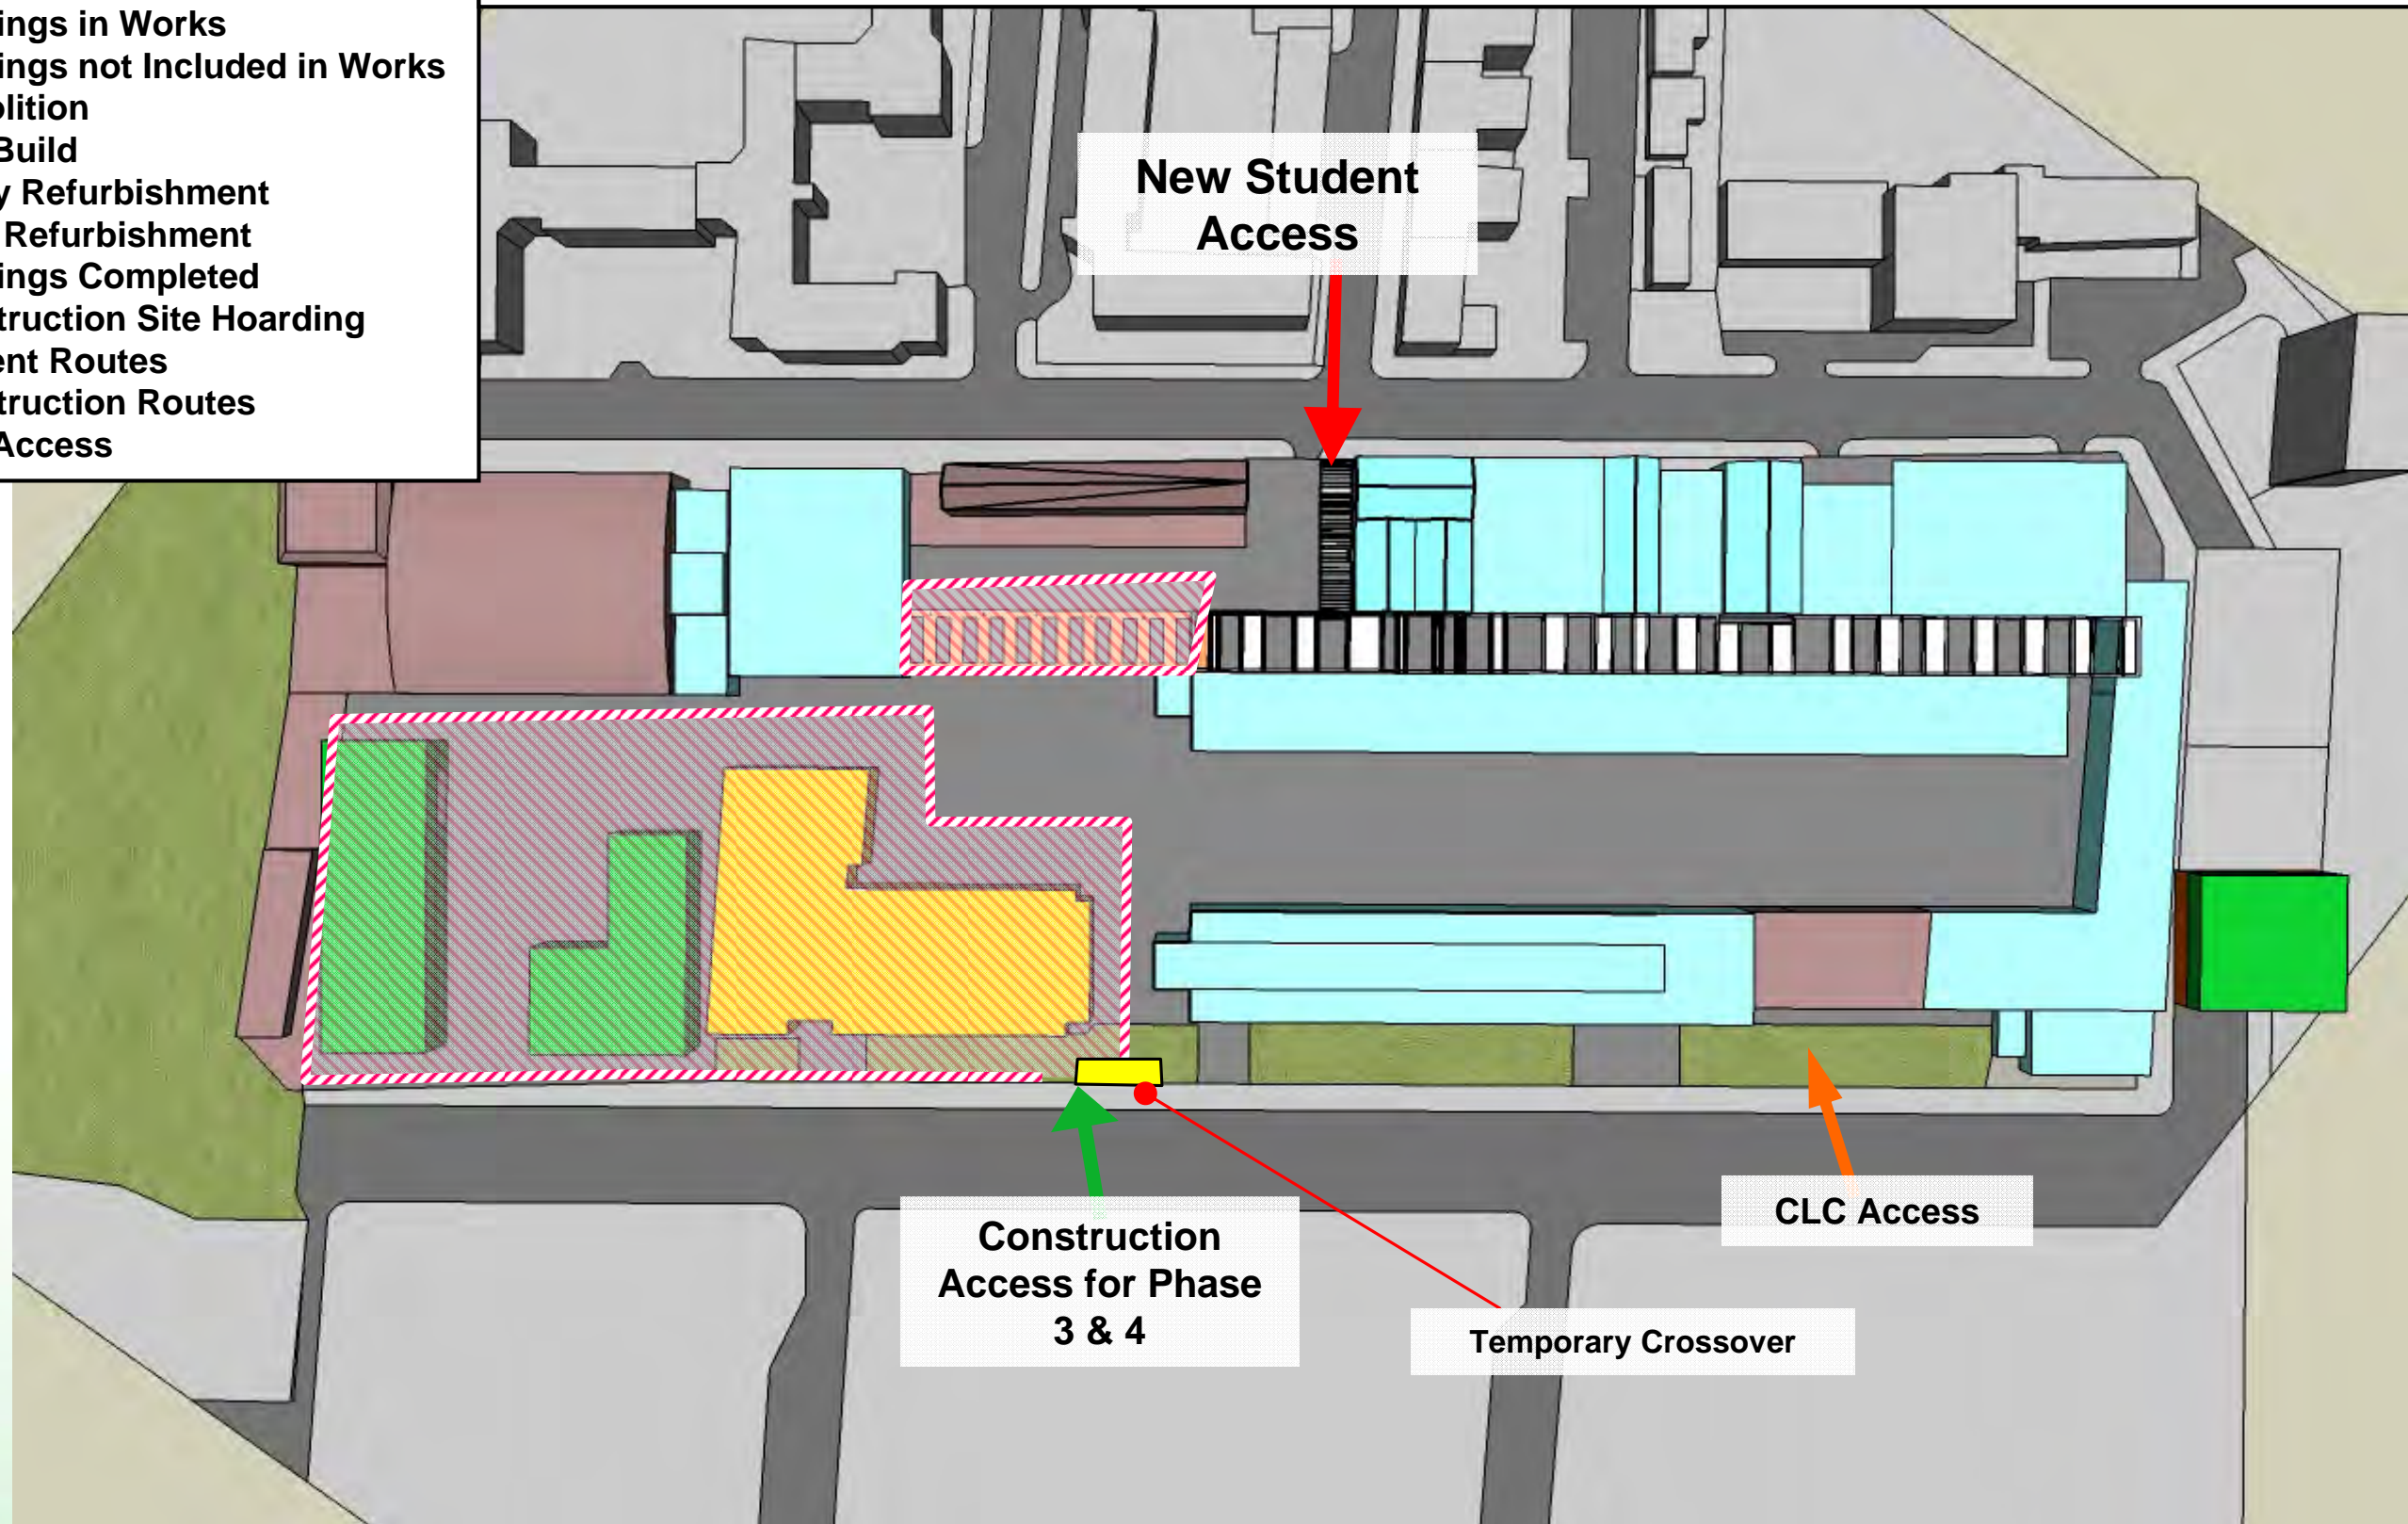 ings in Works
ings not Included in Works
olition
Build
y Refurbishment
Refurbishment
ings Completed
truction Site Hoarding
ent Routes
truction Routes
Access
New Student
Access
Construction
Access for Phase
3 & 4
CLC Access
Temporary Crossover